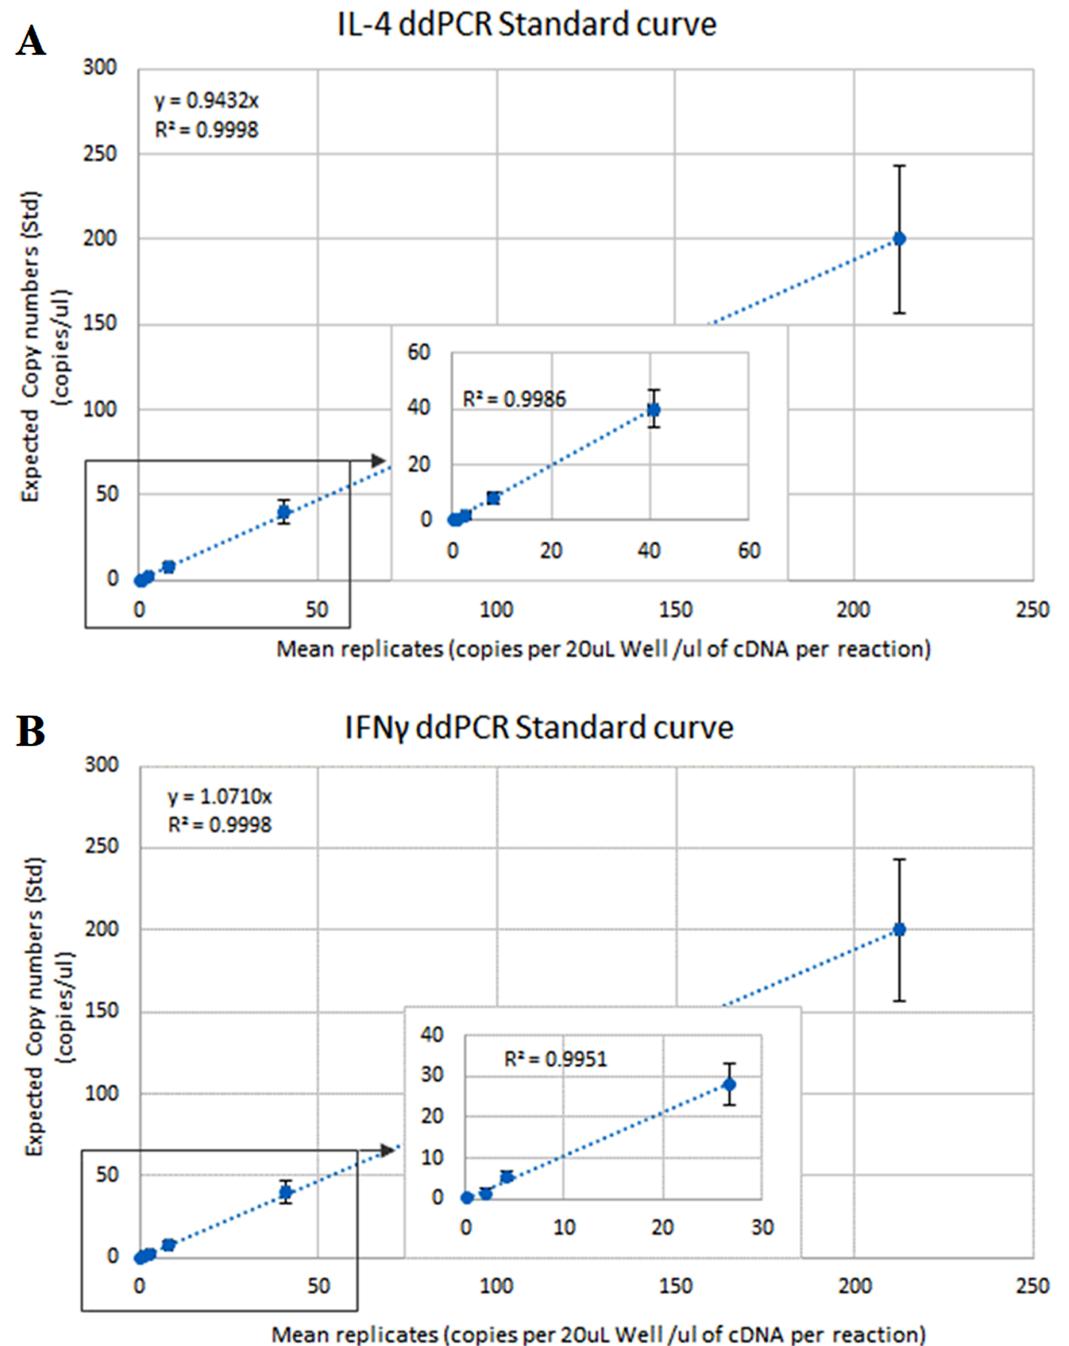 A
IL-4 ddPCR Standard curve
y = 0.9432x
R² = 0.9998
Expected Copy numbers (Std)
(copies/ul)
300
250
200
150
100
50
0
R² = 0.9986
60
40
20
0
0 20 40 60
0 50 100 150 200 250
Mean replicates (copies per 20uL Well /ul of cDNA per reaction)
B
IFNγ ddPCR Standard curve
y = 1.0710x
R² = 0.9998
Expected Copy numbers (Std)
(copies/ul)
300
250
200
150
100
50
0
R² = 0.9951
40
30
20
10
0
0 10 20 30
0 50 100 150 200 250
Mean replicates (copies per 20uL Well /ul of cDNA per reaction)